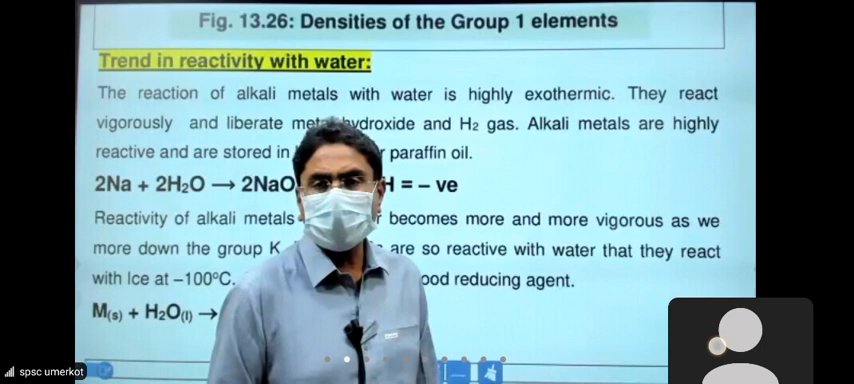 Fig. 13.26: Densities of the Group 1 elements
Trend in reactivity with water:
The reaction of alkali metals with water is highly exothermic. They react
vigorously and liberate hydroxide and H₂ gas. Alkali metals are highly
reactive and are stored in paraffin oil.
2Na + 2H₂O → 2NaO H = – ve
Reactivity of alkali metals becomes more and more vigorous as we
more down the group K are so reactive with water that they react
with Ice at –100ºC. reducing agent.
M(s) + H₂O(l) →
spsc umerkot